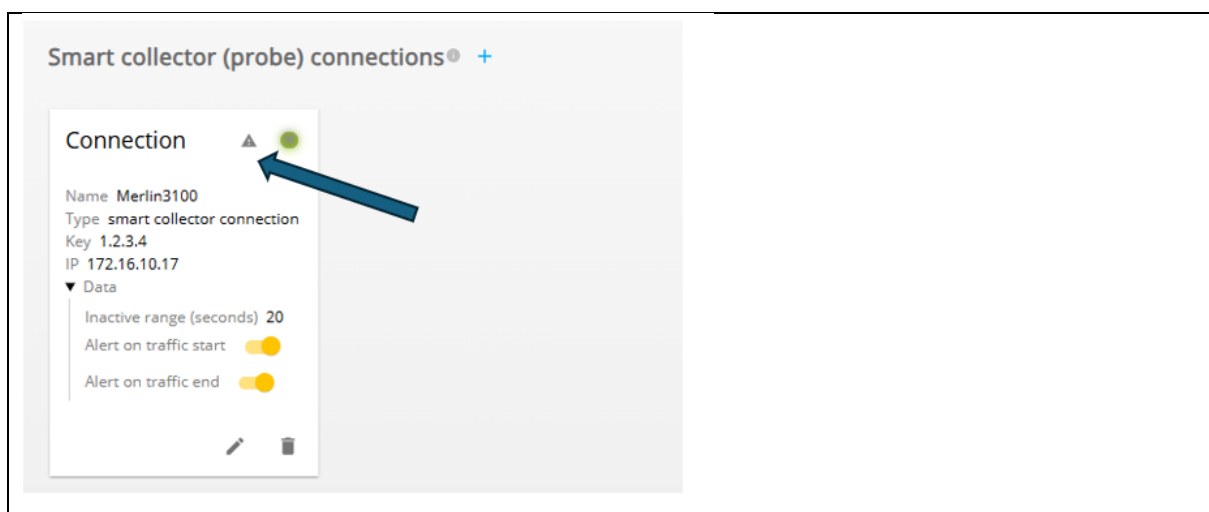 Smart collector (probe) connections
Connection
Name Merlin3100
Type smart collector connection
Key 1.2.3.4
IP 172.16.10.17
Data
Inactive range (seconds) 20
Alert on traffic start
Alert on traffic end